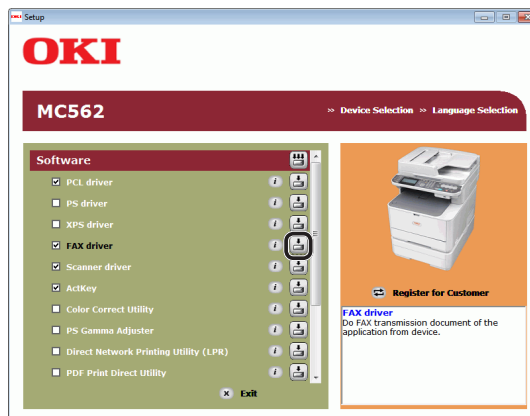 OKI Setup
OKI
MC562
» Device Selection » Language Selection
Software
PCL driver
PS driver
XPS driver
FAX driver
Scanner driver
ActKey
Color Correct Utility
PS Gamma Adjuster
Direct Network Printing Utility (LPR)
PDF Print Direct Utility
Exit
Register for Customer
FAX driver
Do FAX transmission document of the
application from device.